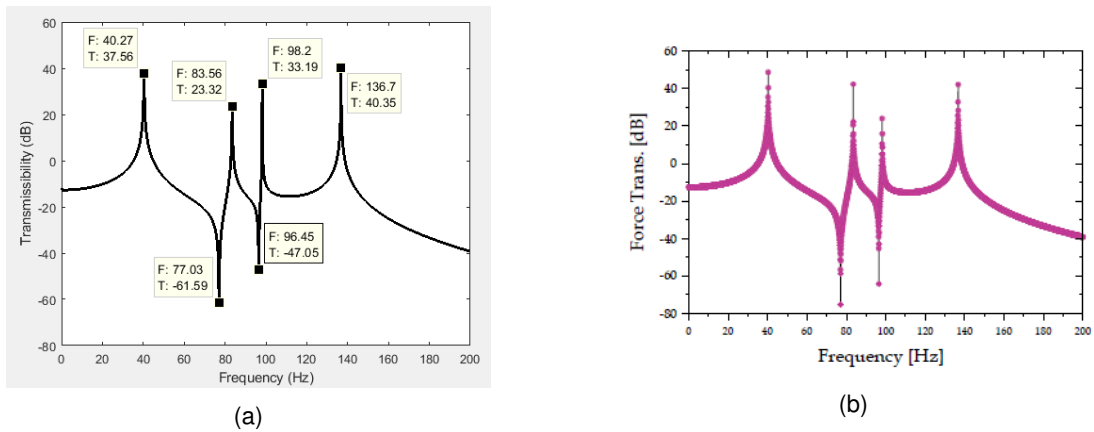 60
40
20
0
-20
-40
-60
-80
Transmissibility (dB)
F: 40.27
T: 37.56
F: 83.56
T: 23.32
F: 98.2
T: 33.19
F: 136.7
T: 40.35
F: 96.45
T: -47.05
F: 77.03
T: -61.59
0 20 40 60 80 100 120 140 160 180 200
Frequency (Hz)
(a)
60
40
20
0
-20
-40
-60
-80
Force Trans. [dB]
0 20 40 60 80 100 120 140 160 180 200
Frequency [Hz]
(b)